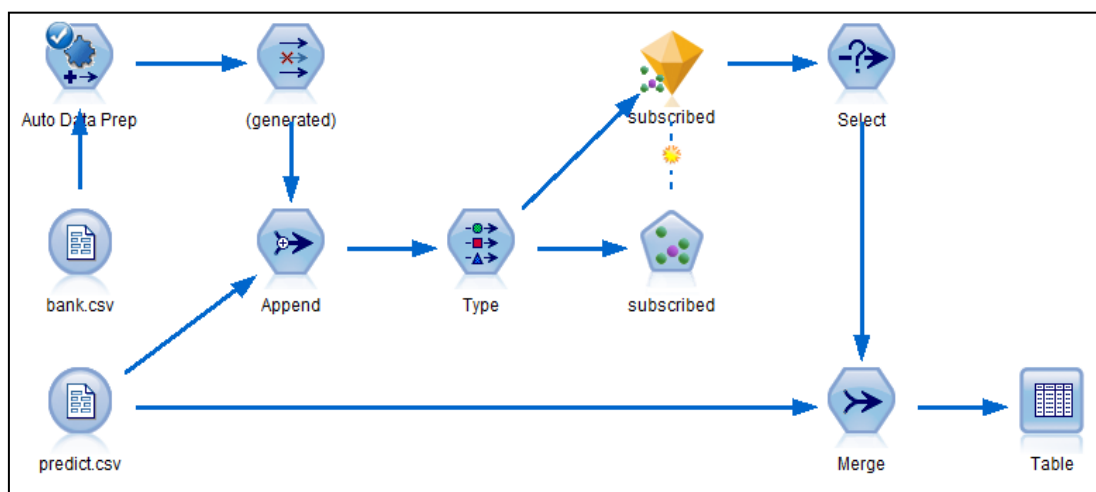 Auto Data Prep
(generated)
subscribed
Select
bank.csv
Append
Type
subscribed
predict.csv
Merge
Table